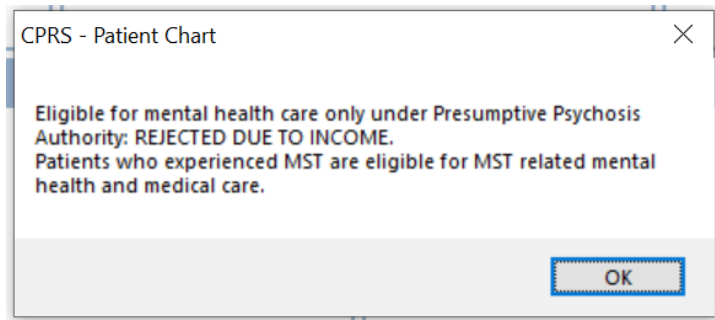 CPRS - Patient Chart
Eligible for mental health care only under Presumptive Psychosis
Authority: REJECTED DUE TO INCOME.
Patients who experienced MST are eligible for MST related mental
health and medical care.
OK